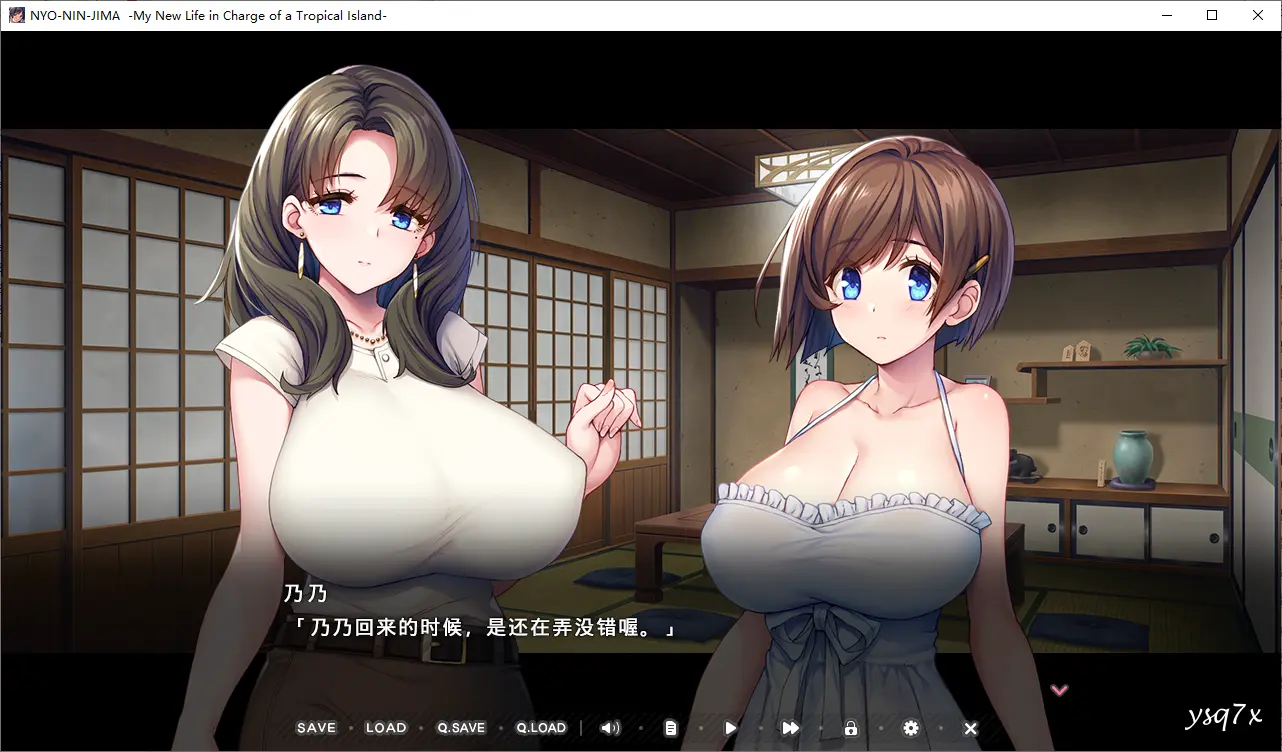 NYO-NIN-JIMA -My New Life in Charge of a Tropical Island-
乃乃
「乃乃回来的时候，是还在弄没错喔。」
SAVE LOAD Q.SAVE Q.LOAD
ysq7x